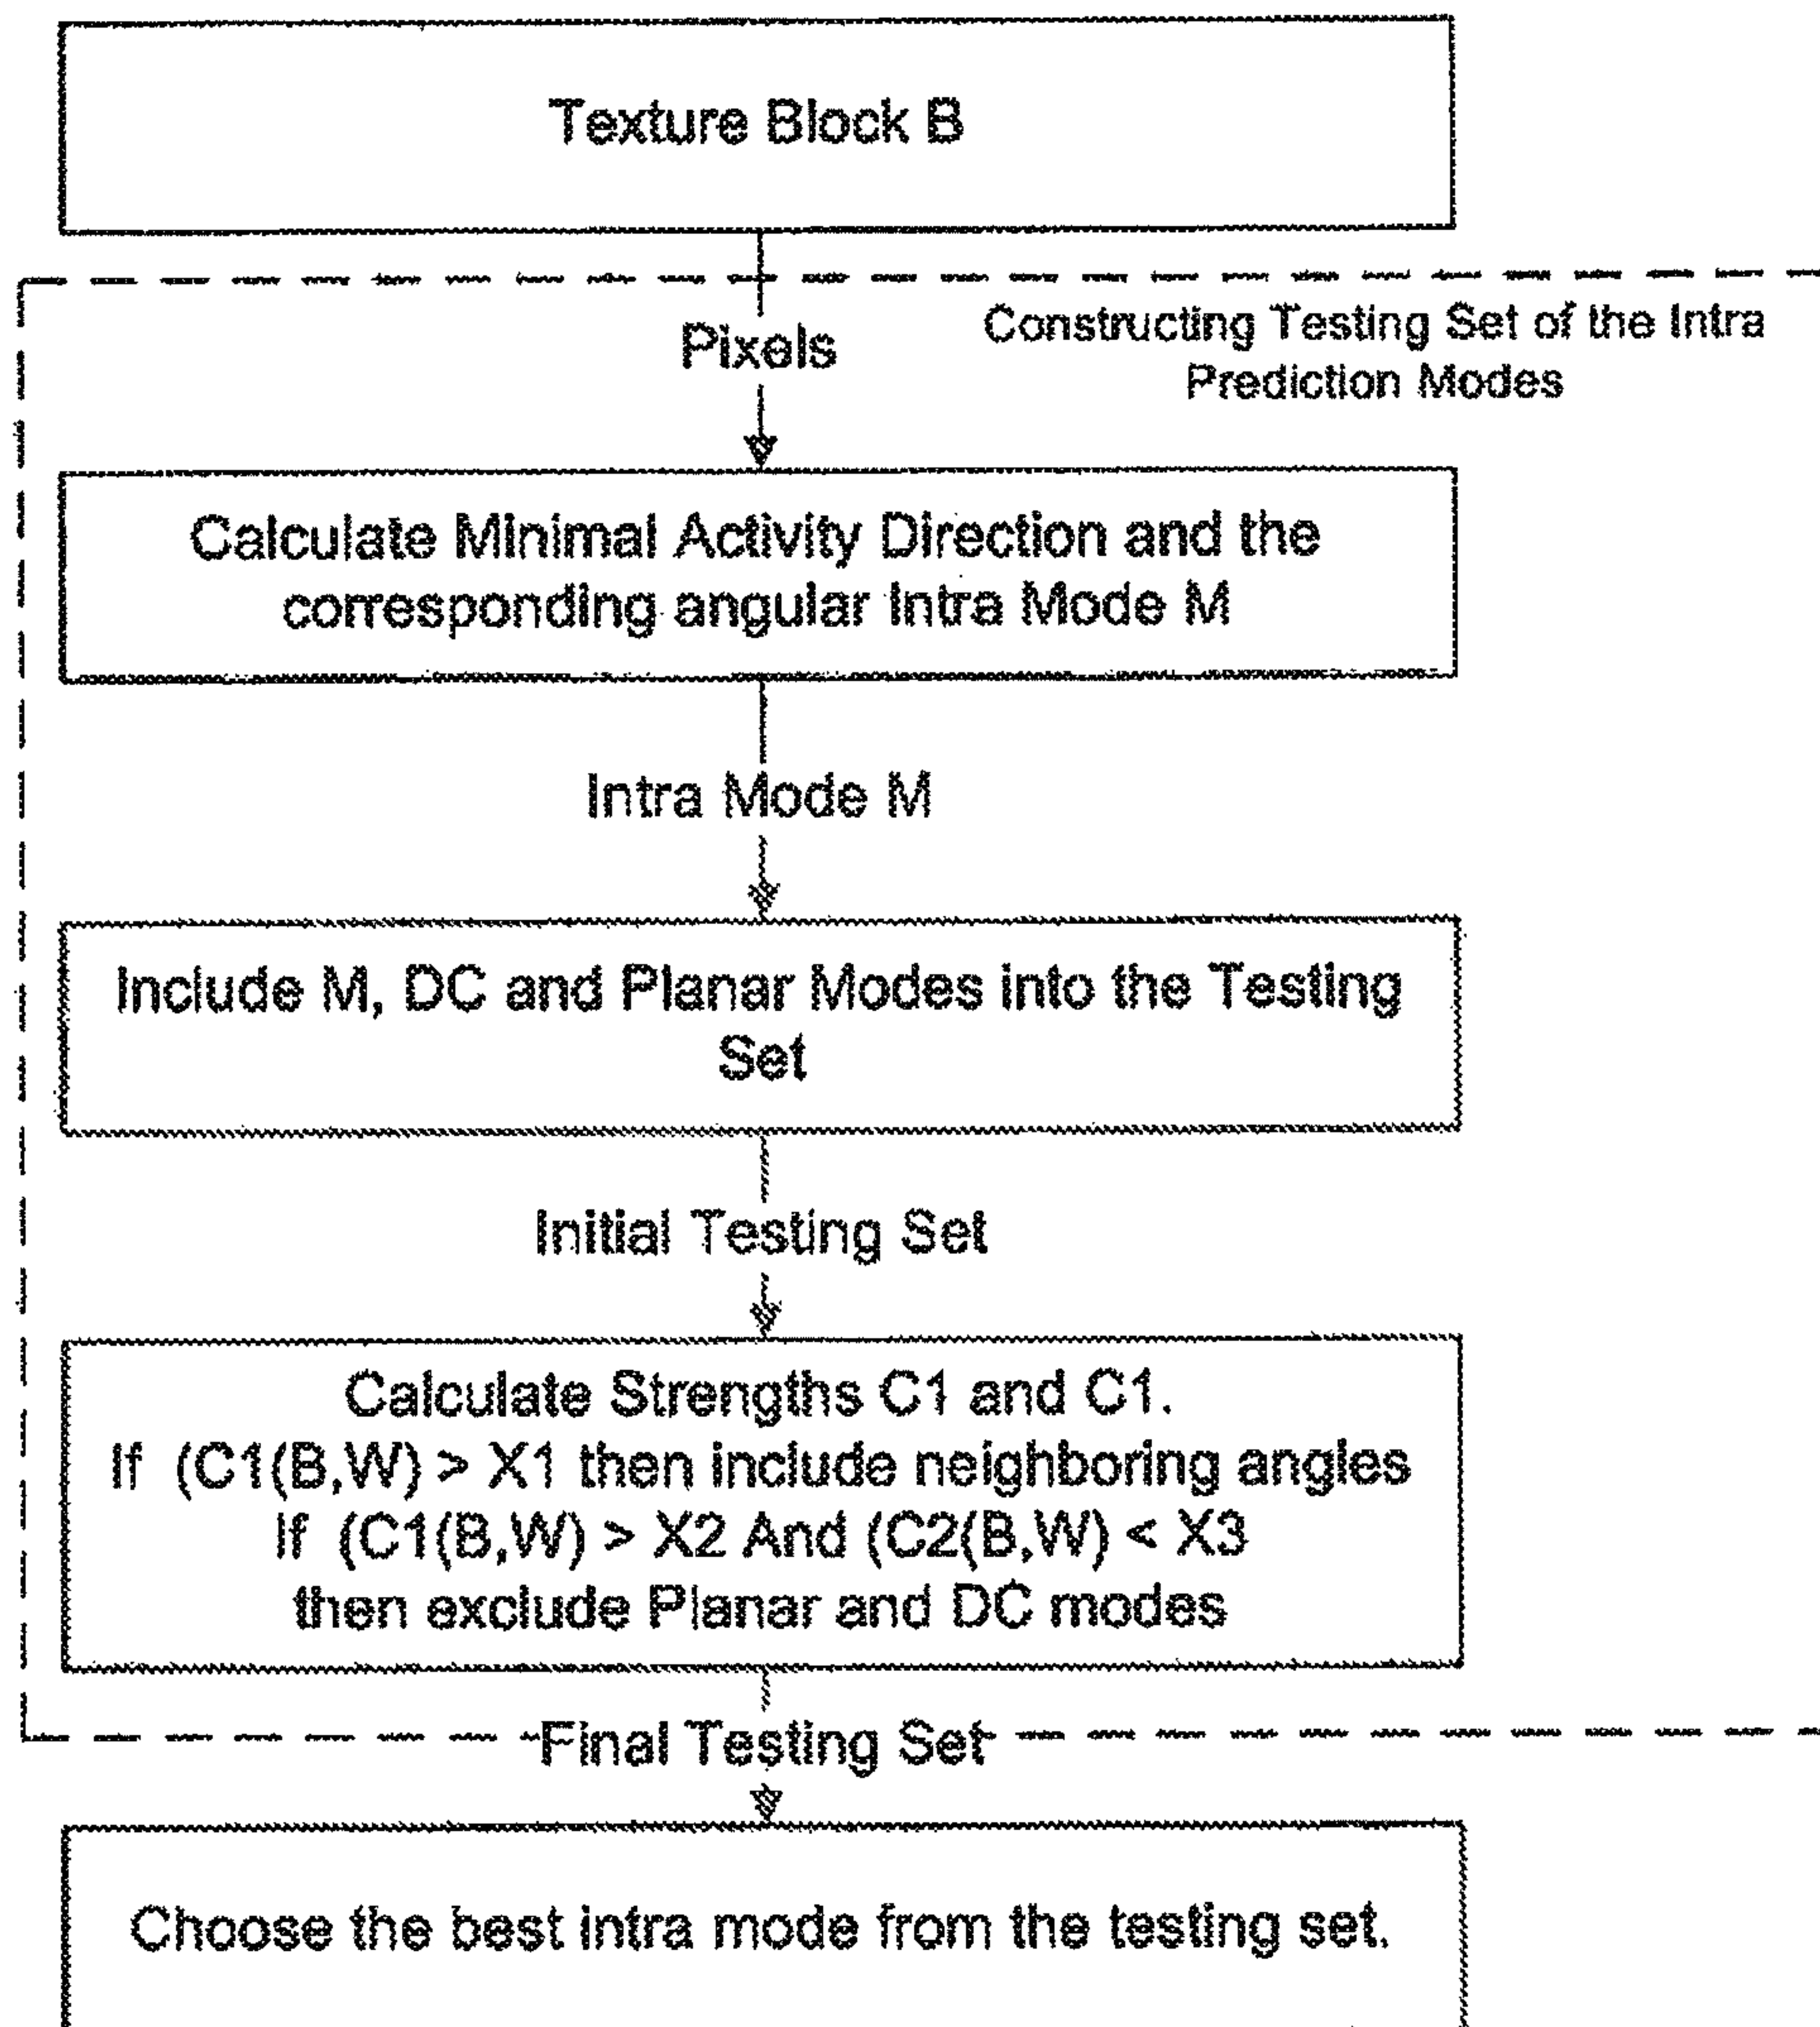 Texture Block B
Pixels
Constructing Testing Set of the Intra
Prediction Modes
Calculate Minimal Activity Direction and the
corresponding angular Intra Mode M
Intra Mode M
Include M, DC and Planar Modes into the Testing
Set
Initial Testing Set
Calculate Strengths C1 and C1.
If (C1(B,W) > X1 then include neighboring angles
If (C1(B,W) > X2 And (C2(B,W) < X3
then exclude Planar and DC modes
Final Testing Set
Choose the best intra mode from the testing set.